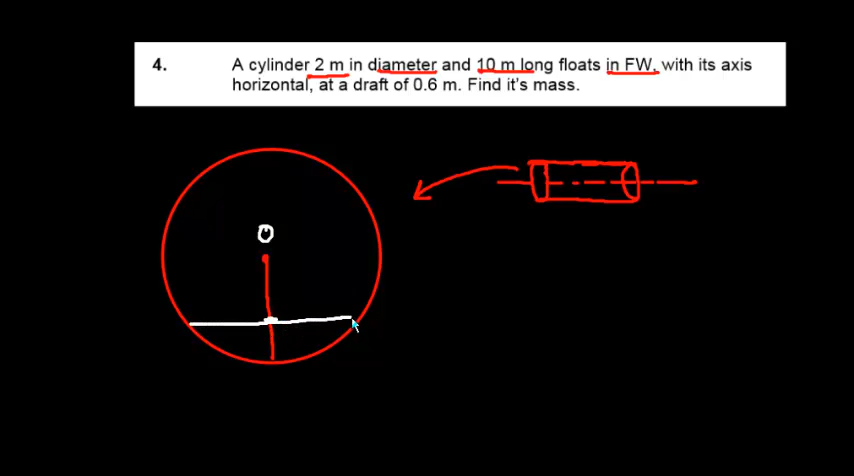 4. A cylinder 2 m in diameter and 10 m long floats in FW, with its axis
horizontal, at a draft of 0.6 m. Find it's mass.
O